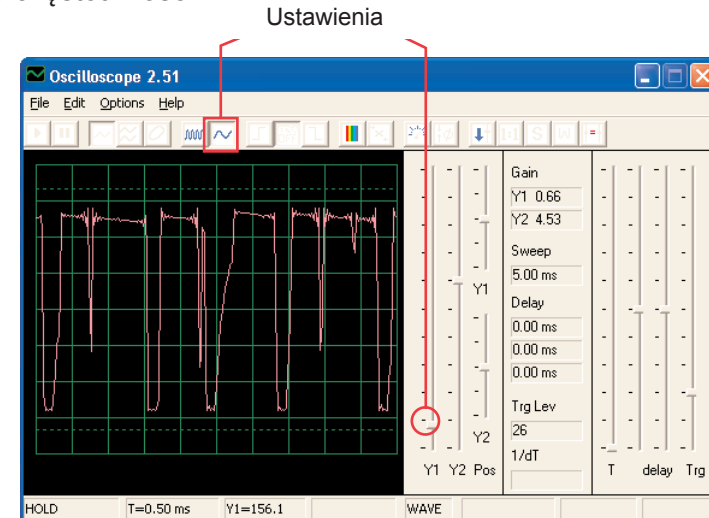 Ustawienia
Oscilloscope 2.51
File Edit Options Help
Gain
Y1 0.66
Y2 4.53
Sweep
5.00 ms
Y1
Delay
0.00 ms
0.00 ms
0.00 ms
Trg Lev
26
Y2
1/dT
Y1 Y2 Pos
T delay Trg
HOLD T=0.50 ms Y1=156.1 WAVE